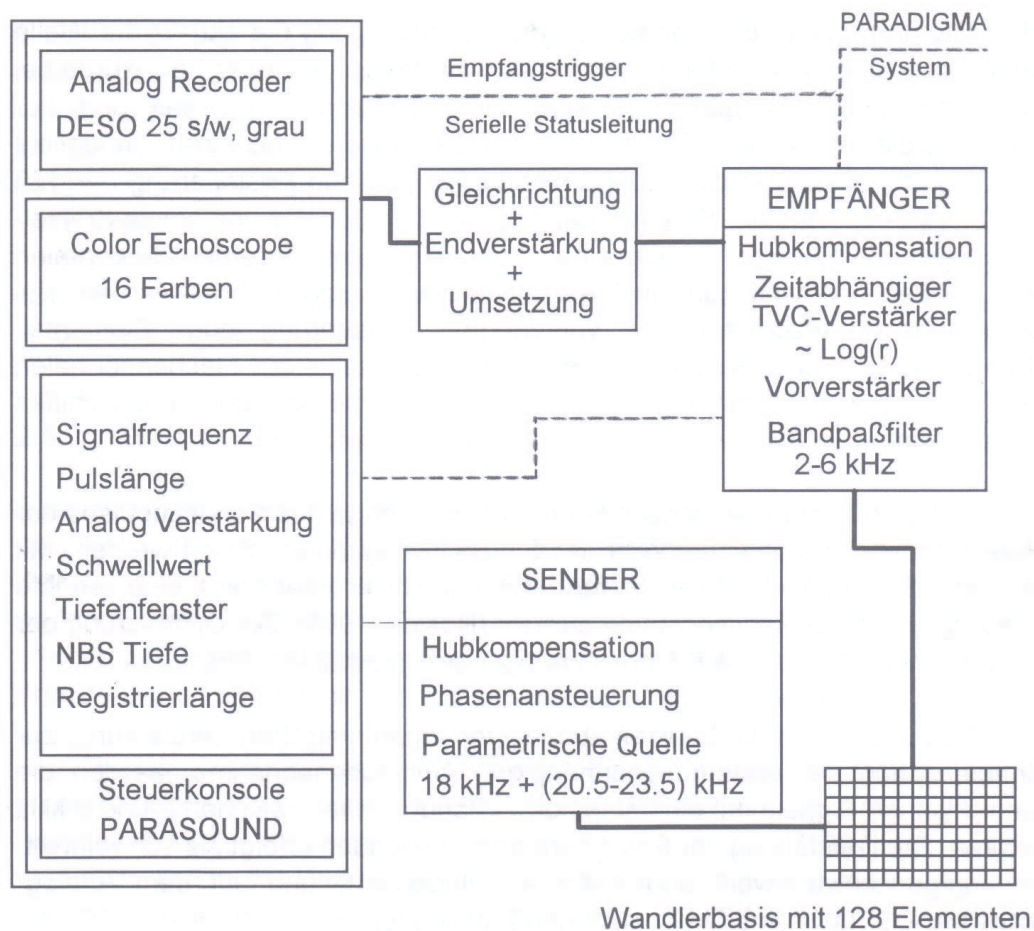 PARADIGMA
System
Empfangstrigger
Serielle Statusleitung
Analog Recorder
DESO 25 s/w, grau
Color Echoscope
16 Farben
Gleichrichtung
+
Endverstärkung
+
Umsetzung
EMPFÄNGER
Hubkompensation
Zeitabhängiger
TVC-Verstärker
~ Log(r)
Vorverstärker
Bandpaßfilter
2-6 kHz
Signalfrequenz
Pulslänge
Analog Verstärkung
Schwellwert
Tiefenfenster
NBS Tiefe
Registrierlänge
Steuerkonsole
PARASOUND
SENDER
Hubkompensation
Phasenansteuerung
Parametrische Quelle
18 kHz + (20.5-23.5) kHz
Wandlerbasis mit 128 Elementen